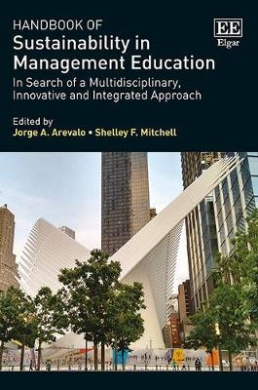 HANDBOOK OF
Sustainability in
Management Education
In Search of a Multidisciplinary,
Innovative and Integrated Approach
Edited by
Jorge A. Arevalo • Shelley F. Mitchell
EE
Elgar